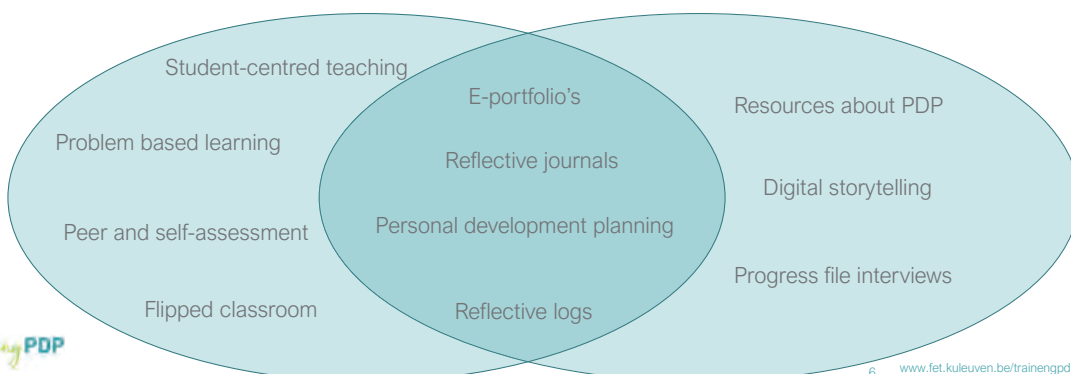 Student-centred teaching
E-portfolio's
Resources about PDP
Problem based learning
Reflective journals
Digital storytelling
Peer and self-assessment
Personal development planning
Progress file interviews
Flipped classroom
Reflective logs
PDP
6
www.fet.kuleuven.be/trainengpd